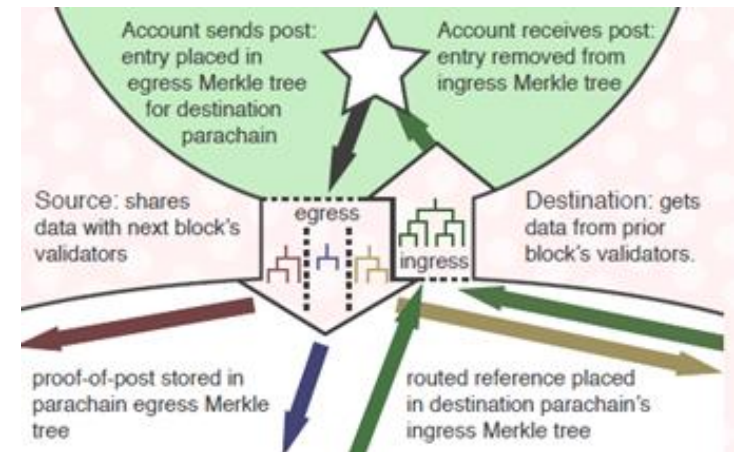 Account sends post:
entry placed in
egress Merkle tree
for destination
parachain
Account receives post:
entry removed from
ingress Merkle tree
Source: shares
data with next block's
validators
egress
ingress
Destination: gets
data from prior
block's validators.
proof-of-post stored in
parachain egress Merkle
tree
routed reference placed
in destination parachain's
ingress Merkle tree